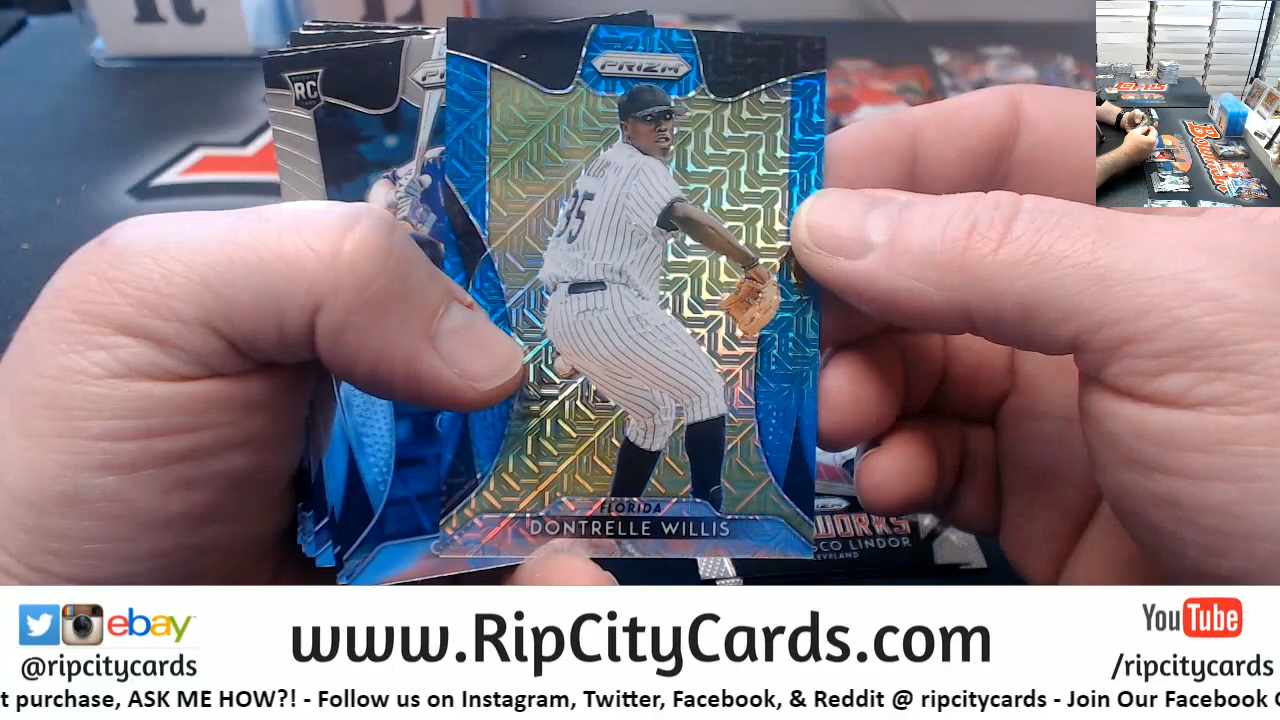 RC
PRIZM
35
FLORIDA
DONTRELLE WILLIS
WORKS
CO LINDOR
CLEVELAND
ebay
@ripcitycards
www.RipCityCards.com
YouTube
/ripcitycards
t purchase, ASK ME HOW?! - Follow us on Instagram, Twitter, Facebook, & Reddit @ ripcitycards - Join Our Facebook